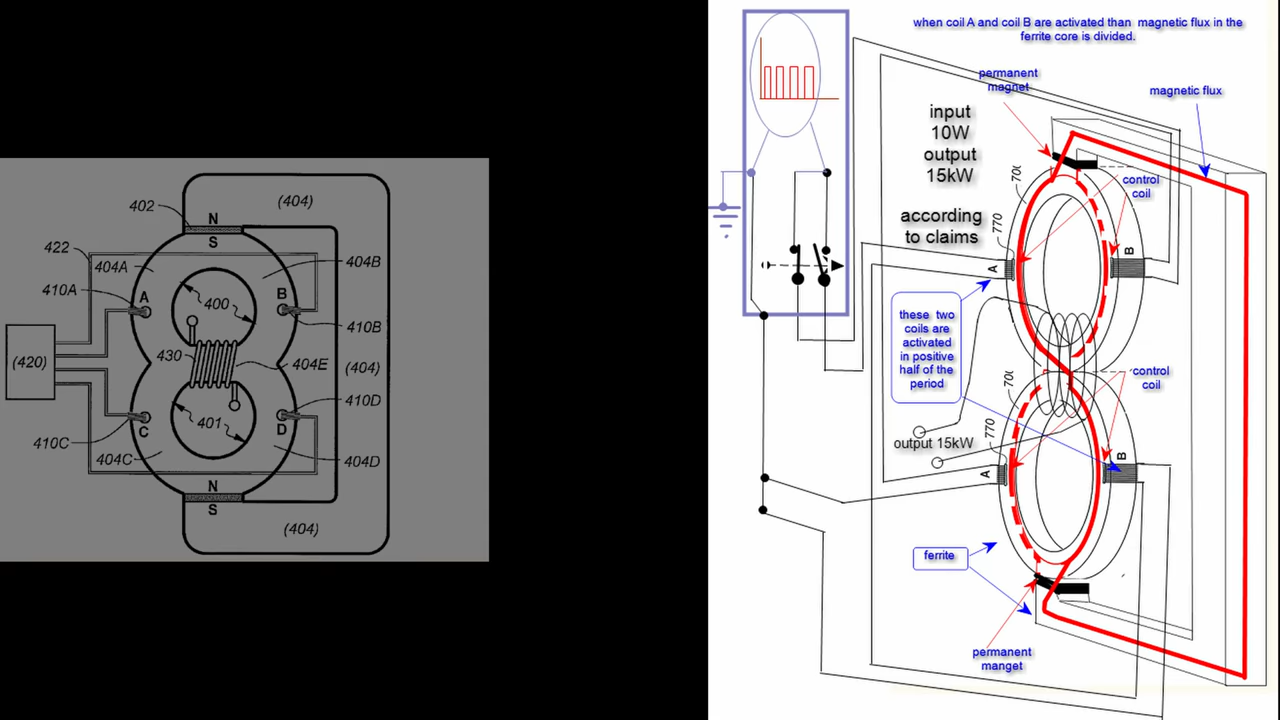 402
N
S
(404)
422
404A
404B
410A
A
B
400
410B
430
404E
(420)
(404)
410D
401
410C
C
D
404C
404D
N
S
(404)
when coil A and coil B are activated than magnetic flux in the
ferrite core is divided.
permanent
magnet
magnetic flux
input
10W
output
15kW
according
to claims
control
coil
770
A
B
these two
coils are
activated
in positive
half of the
period
control
coil
output 15kW
770
A
B
ferrite
permanent
manget